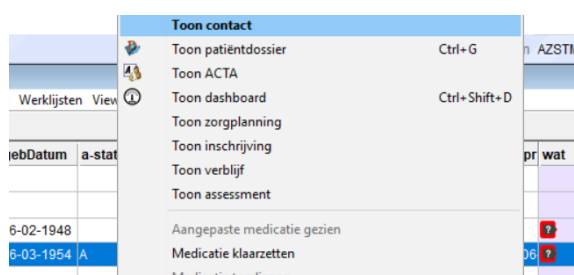 Toon contact
Toon patiëntdossier Ctrl+G
AZSTM
Toon ACTA
Werklijsten View
Toon dashboard Ctrl+Shift+D
Toon zorgplanning
ebDatum a-stat
Toon inschrijving
pr wat
Toon verblijf
Toon assessment
6-02-1948
Aangepaste medicatie gezien
?
6-03-1954 A
Medicatie klaarzetten
06 ?